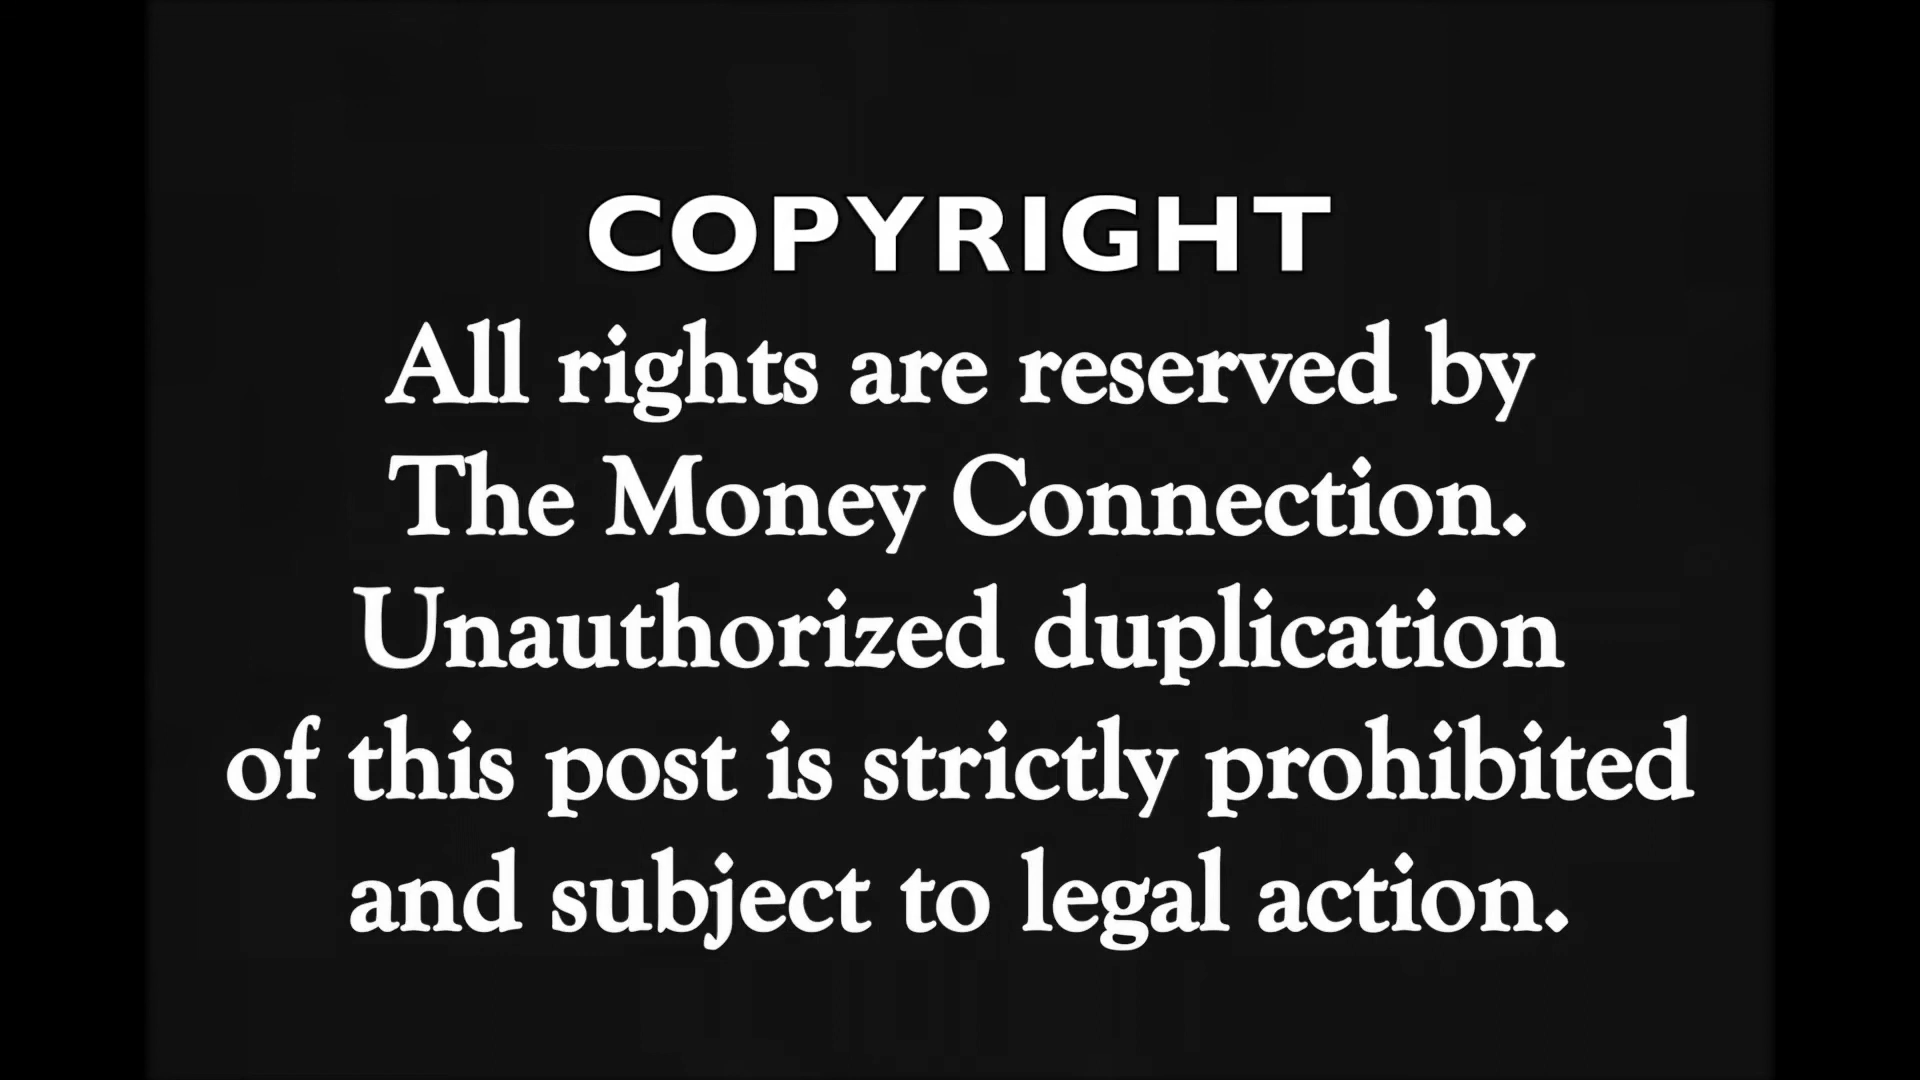 COPYRIGHT
All rights are reserved by
The Money Connection.
Unauthorized duplication
of this post is strictly prohibited
and subject to legal action.